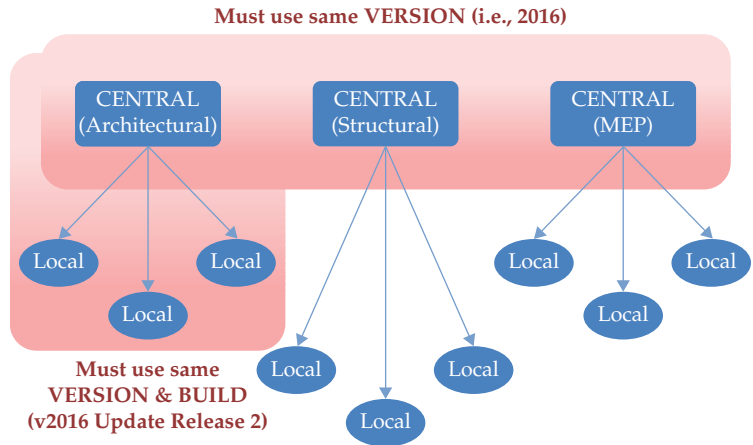 Must use same VERSION (i.e., 2016)
CENTRAL
(Architectural)
CENTRAL
(Structural)
CENTRAL
(MEP)
Local
Local
Local
Local
Local
Local
Local
Local
Local
Must use same
VERSION & BUILD
(v2016 Update Release 2)